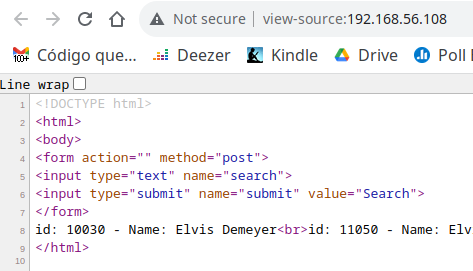 Not secure | view-source:192.168.56.108
100+ Código que... Deezer Kindle Drive Poll
Line wrap
1 <!DOCTYPE html>
2 <html>
3 <body>
4 <form action="" method="post">
5 <input type="text" name="search">
6 <input type="submit" name="submit" value="Search">
7 </form>
8 id: 10030 - Name: Elvis Demeyer<br>id: 11050 - Name: Elv
9 </html>
10